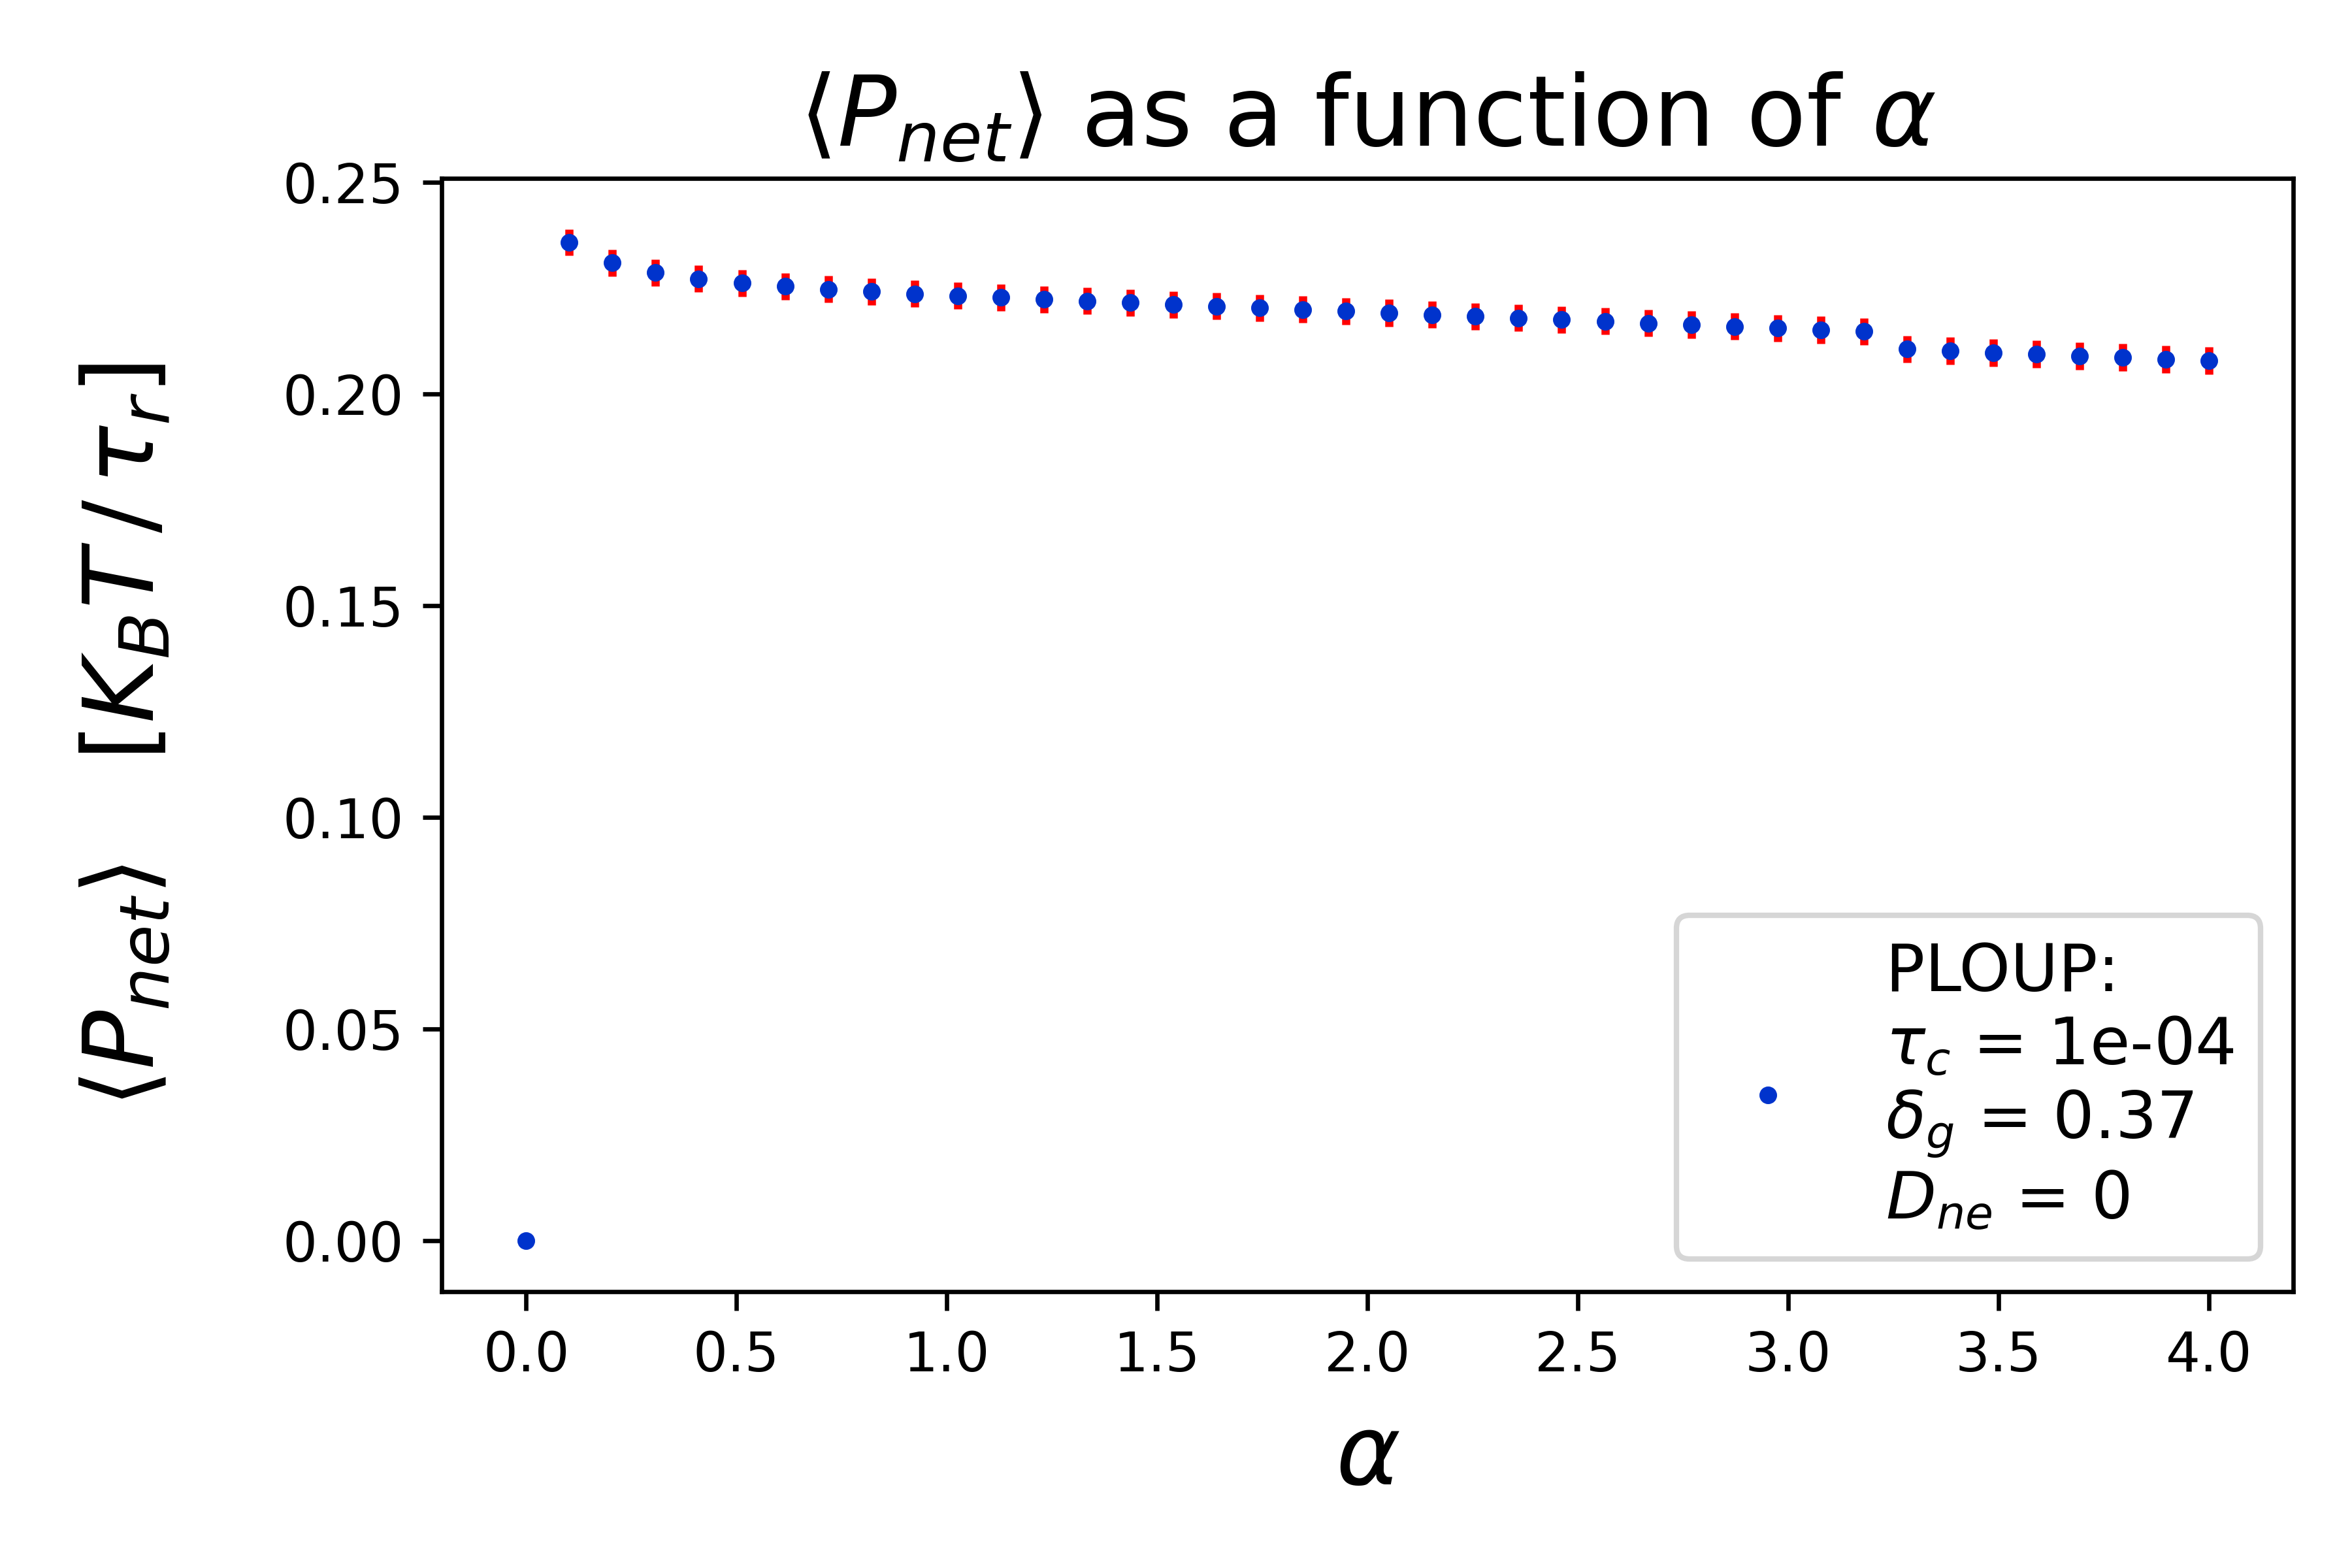 ⟨P_net⟩ as a function of α
⟨P_net⟩ [K_BT / τ_r]
0.25
0.20
0.15
0.10
0.05
0.00
PLOUP:
τ_c = 1e-04
δ_g = 0.37
D_ne = 0
0.0 0.5 1.0 1.5 2.0 2.5 3.0 3.5 4.0
α